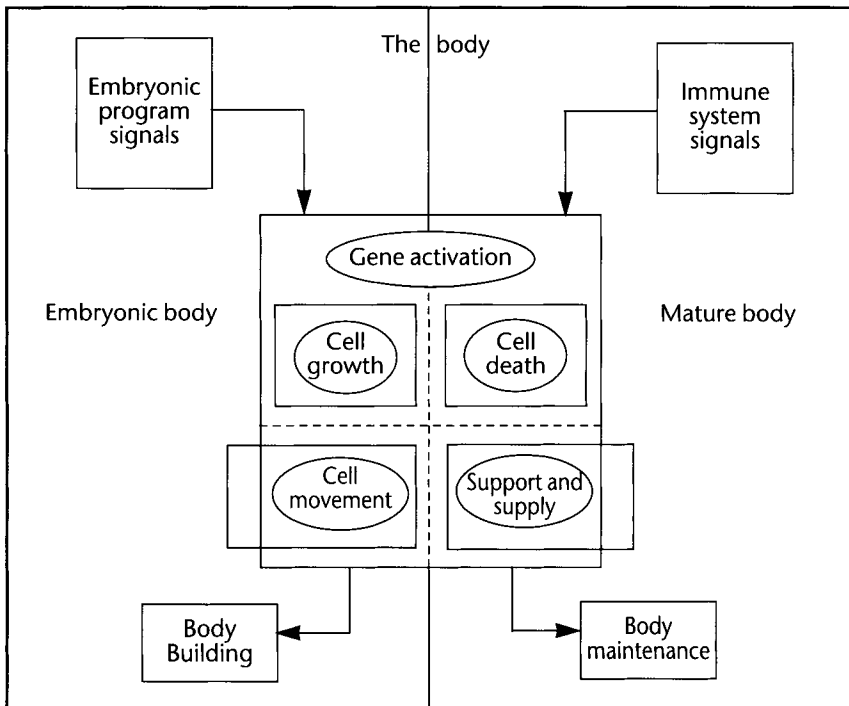 The body
Embryonic
program
signals
Immune
system
signals
Gene activation
Embryonic body
Mature body
Cell
growth
Cell
death
Cell
movement
Support and
supply
Body
Building
Body
maintenance